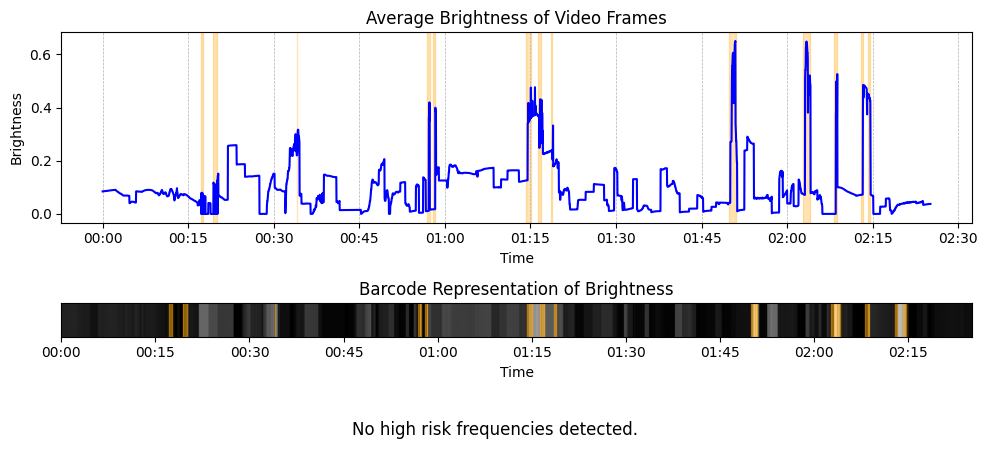 Average Brightness of Video Frames
Brightness
0.6
0.4
0.2
0.0
00:00 00:15 00:30 00:45 01:00 01:15 01:30 01:45 02:00 02:15 02:30
Time
Barcode Representation of Brightness
00:00 00:15 00:30 00:45 01:00 01:15 01:30 01:45 02:00 02:15
Time
No high risk frequencies detected.